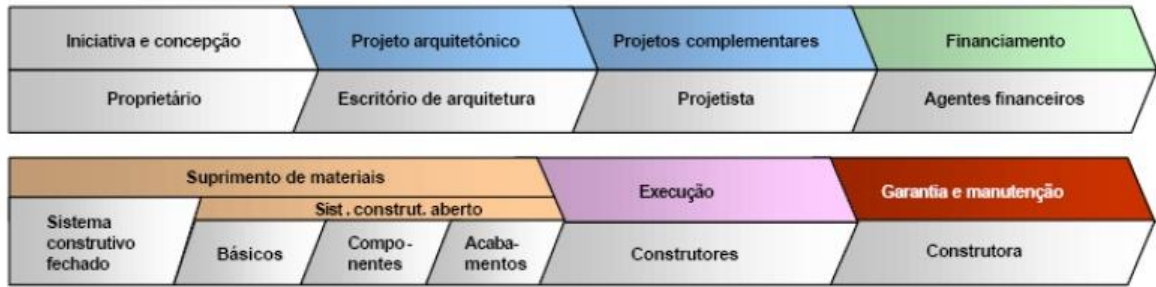 Iniciativa e concepção
Projeto arquitetônico
Projetos complementares
Financiamento
Proprietário
Escritório de arquitetura
Projetista
Agentes financeiros
Suprimento de materiais
Execução
Garantia e manutenção
Sist. construt. aberto
Sistema
construtivo
fechado
Básicos
Compo-
nentes
Acaba-
mentos
Construtores
Construtora